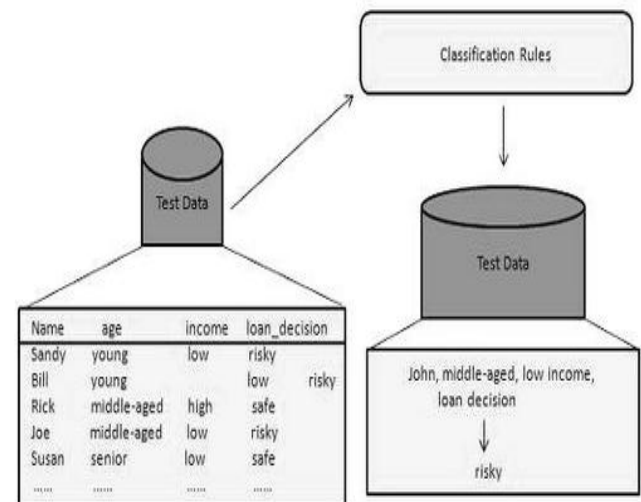 Classification Rules
Test Data
Name age income loan_decision
Sandy young low risky
Bill young low risky
Rick middle-aged high safe
Joe middle-aged low risky
Susan senior low safe
...... ...... ...... ......
Test Data
John, middle-aged, low income,
loan decision
risky